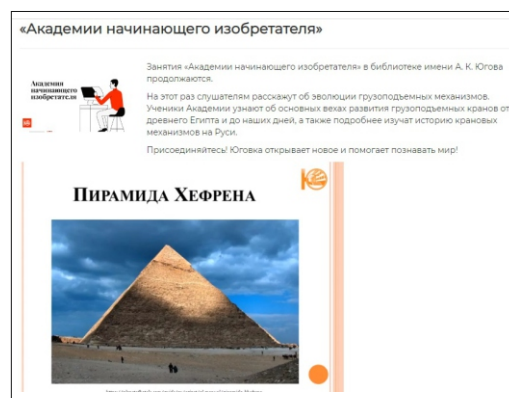 «Академии начинающего изобретателя»
Академия
начинающего
изобретателя
Занятия «Академии начинающего изобретателя» в библиотеке имени А. К. Югова
продолжаются.
На этот раз слушателям расскажут об эволюции грузоподъемных механизмов.
Ученики Академии узнают об основных вехах развития грузоподъемных кранов от
древнего Египта и до наших дней, а также подробнее изучат историю крановых
механизмов на Руси.
Присоединяйтесь! Юговка открывает новое и помогает познавать мир!
ПИРАМИДА ХЕФРЕНА